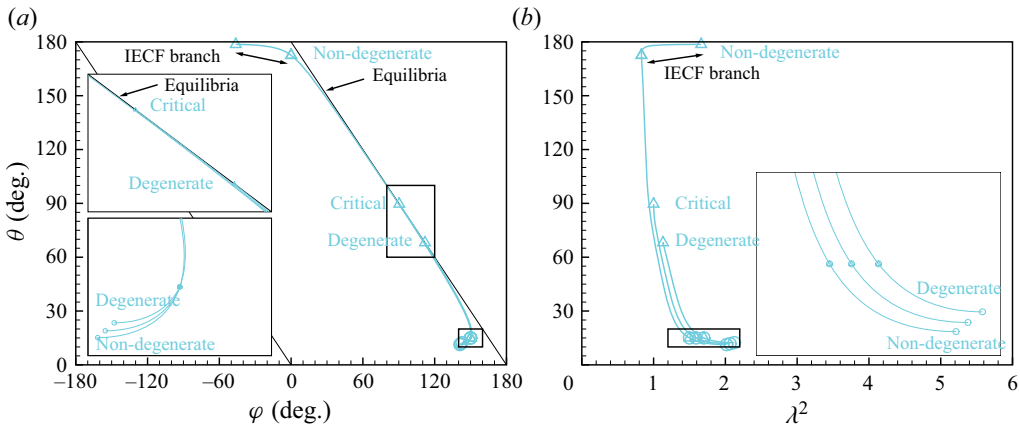 (a)
(b)
180
150
120
90
60
30
0
θ (deg.)
IECF branch
Non-degenerate
Equilibria
Equilibria
Critical
Degenerate
Critical
Degenerate
Degenerate
Non-degenerate
−180
−120
−60
0
60
120
180
φ (deg.)
180
150
120
90
60
30
Non-degenerate
IECF branch
Critical
Degenerate
Degenerate
Non-degenerate
0
1
2
3
4
5
6
λ²